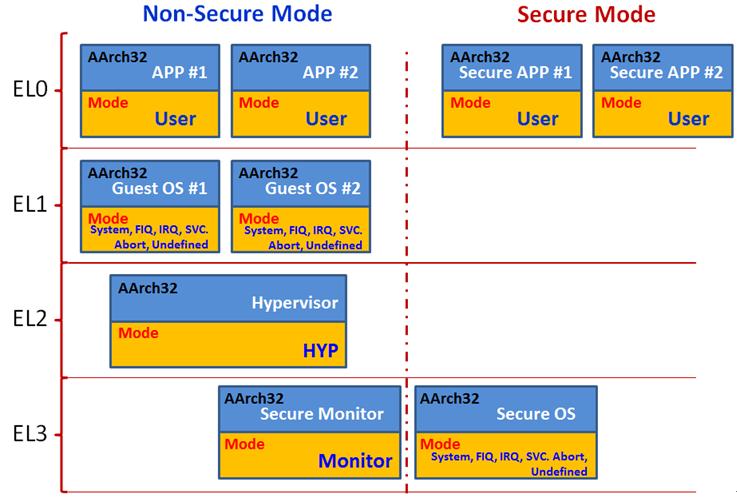 Non-Secure Mode
Secure Mode
EL0
AArch32
APP #1
Mode
User
AArch32
APP #2
Mode
User
AArch32
Secure APP #1
Mode
User
AArch32
Secure APP #2
Mode
User
EL1
AArch32
Guest OS #1
Mode
System, FIQ, IRQ, SVC.
Abort, Undefined
AArch32
Guest OS #2
Mode
System, FIQ, IRQ, SVC.
Abort, Undefined
EL2
AArch32
Hypervisor
Mode
HYP
EL3
AArch32
Secure Monitor
Mode
Monitor
AArch32
Secure OS
Mode
System, FIQ, IRQ, SVC. Abort,
Undefined